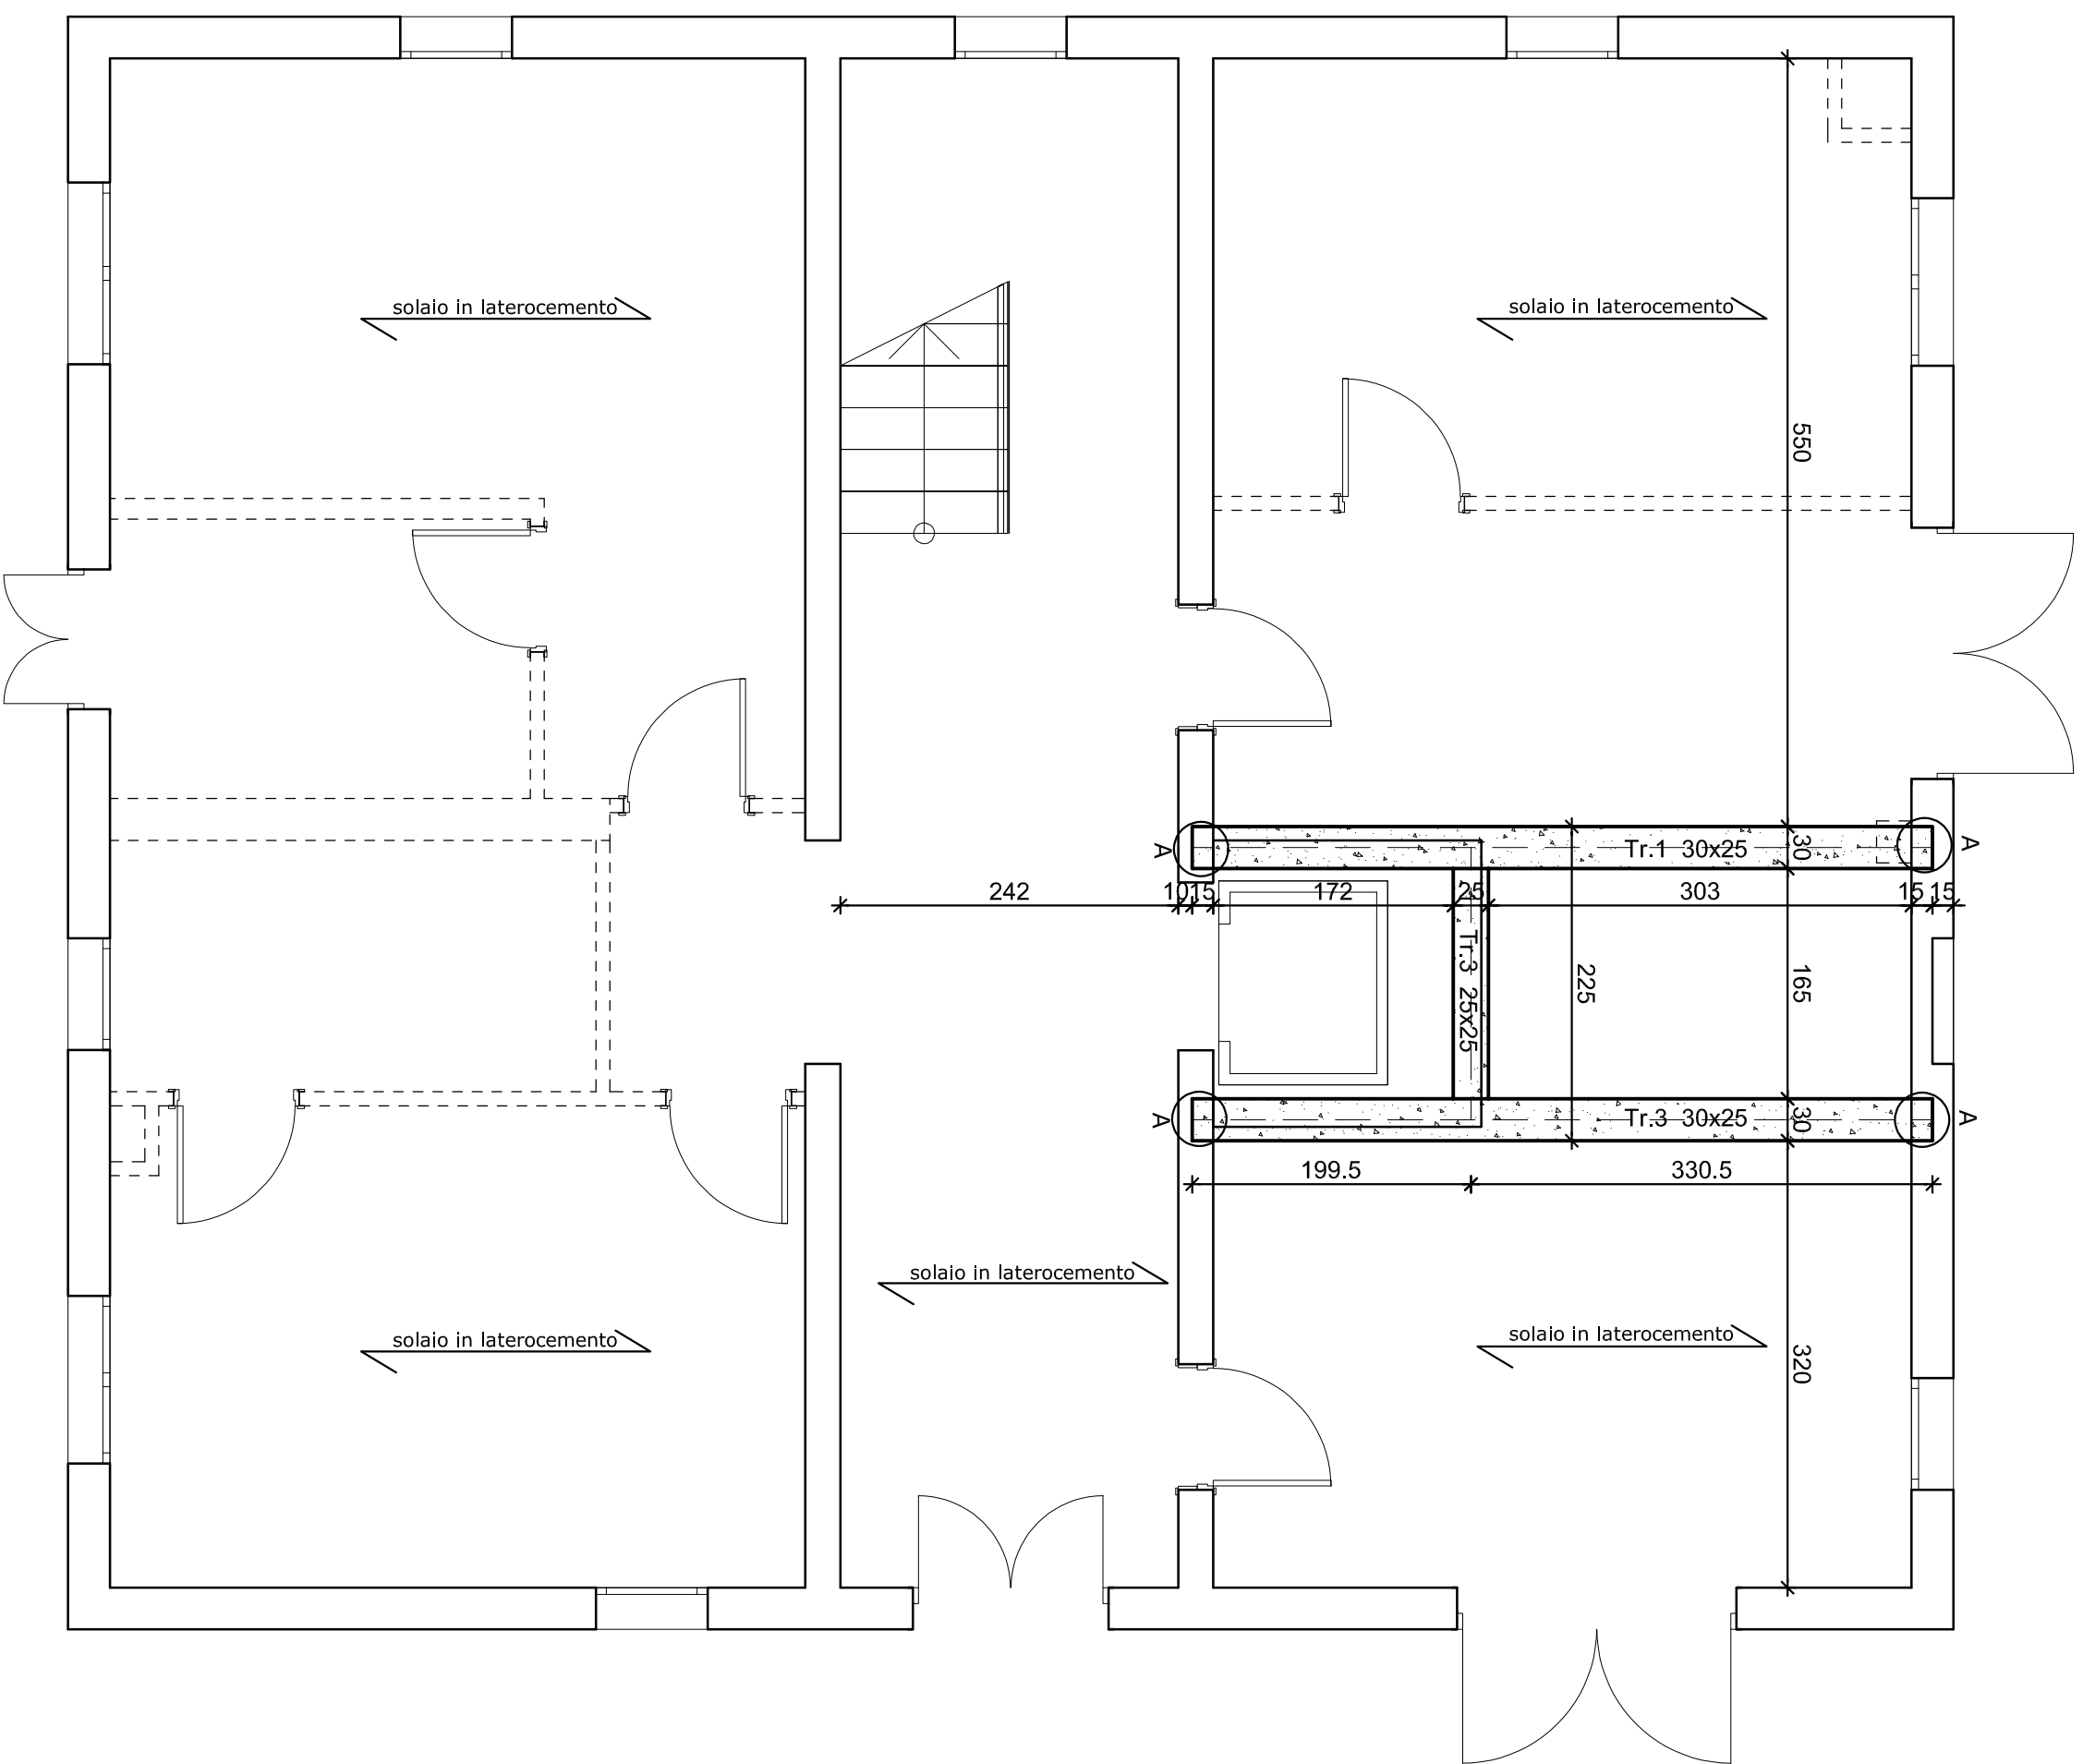 solaio in laterocemento
solaio in laterocemento
550
A
Tr.1 30x25
30
A
242
10
15
172
25
303
15
15
Tr.3 25x25
225
165
A
Tr.3 30x25
30
A
199.5
330.5
solaio in laterocemento
solaio in laterocemento
solaio in laterocemento
320